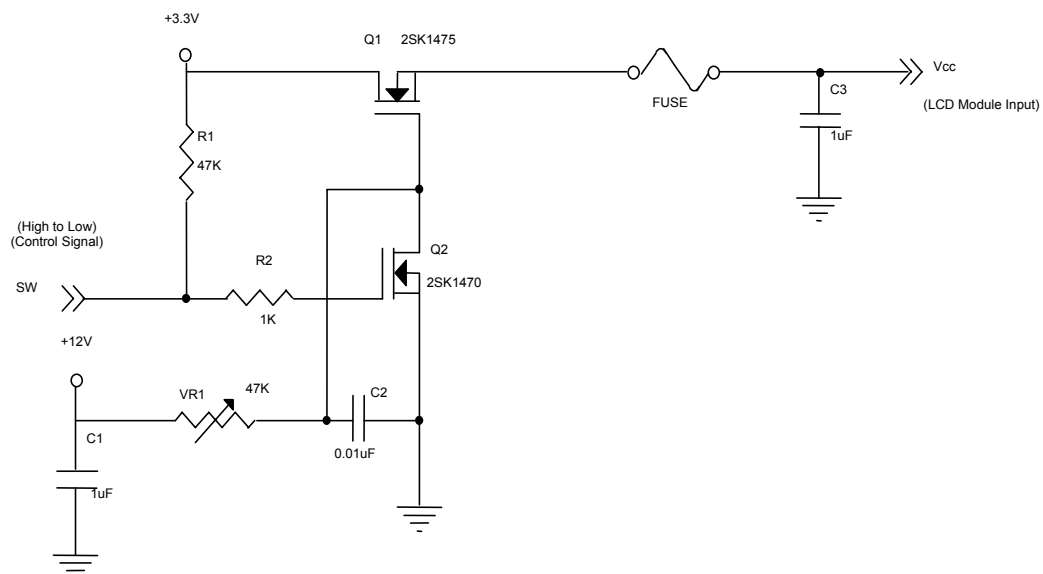 +3.3V
Q1 2SK1475
Vcc
FUSE
C3
(LCD Module Input)
1uF
R1
47K
(High to Low)
(Control Signal)
Q2
R2
2SK1470
SW
1K
+12V
VR1
47K
C2
C1
0.01uF
1uF